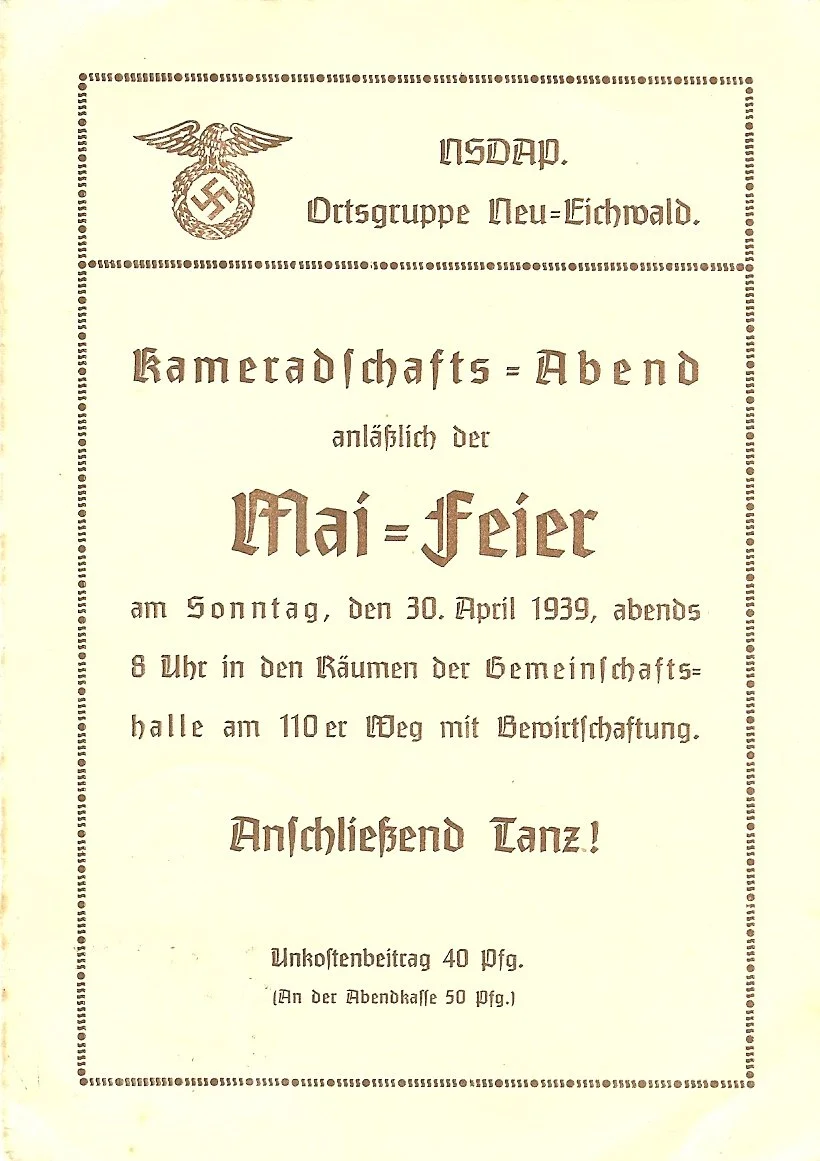 NSDAP.
Ortsgruppe Neu=Eichwald.
Kameradſchafts=Abend
anläßlich der
Mai=Feier
am Sonntag, den 30. April 1939, abends
8 Uhr in den Räumen der Gemeinſchafts=
halle am 110er Weg mit Bewirtſchaftung.
Anſchließend Tanz!
Unkoſtenbeitrag 40 Pfg.
(An der Abendkaſſe 50 Pfg.)